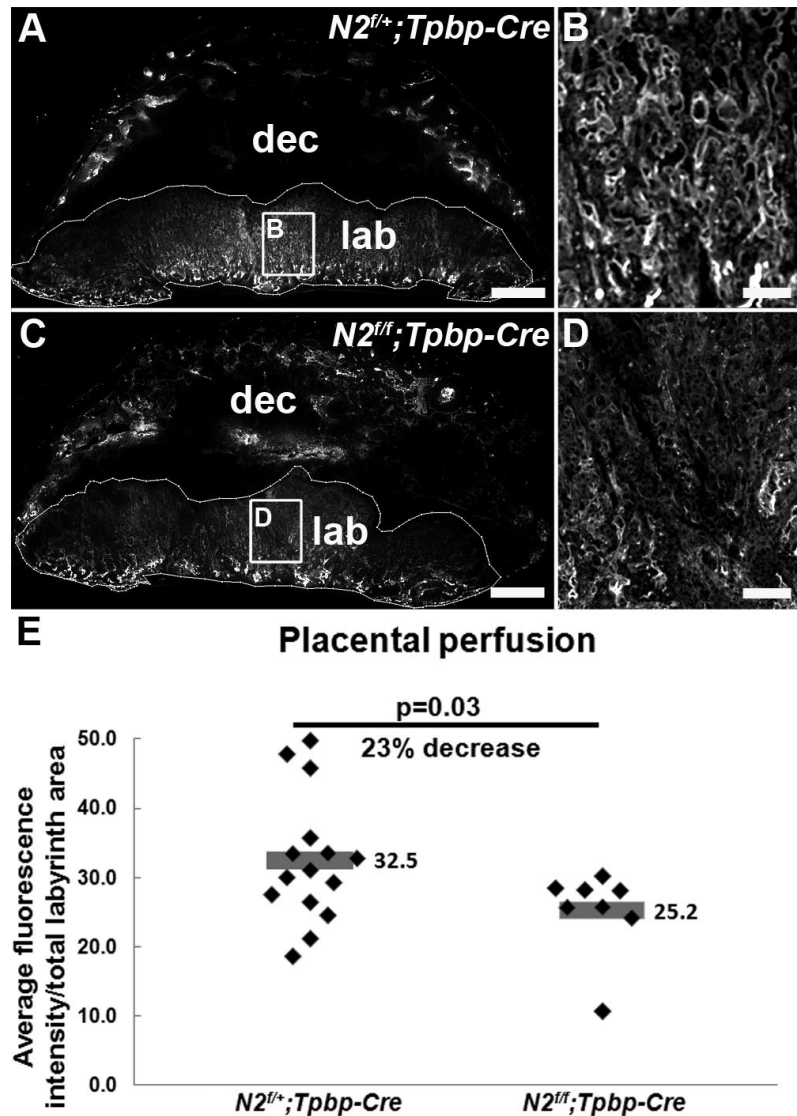 A
N2f/+;Tpbp-Cre
dec
B
lab
B
C
N2f/f;Tpbp-Cre
dec
D
lab
D
E
Placental perfusion
p=0.03
23% decrease
Average fluorescence
intensity/total labyrinth area
50.0
40.0
30.0
20.0
10.0
0.0
32.5
25.2
N2f/+;Tpbp-Cre
N2f/f;Tpbp-Cre